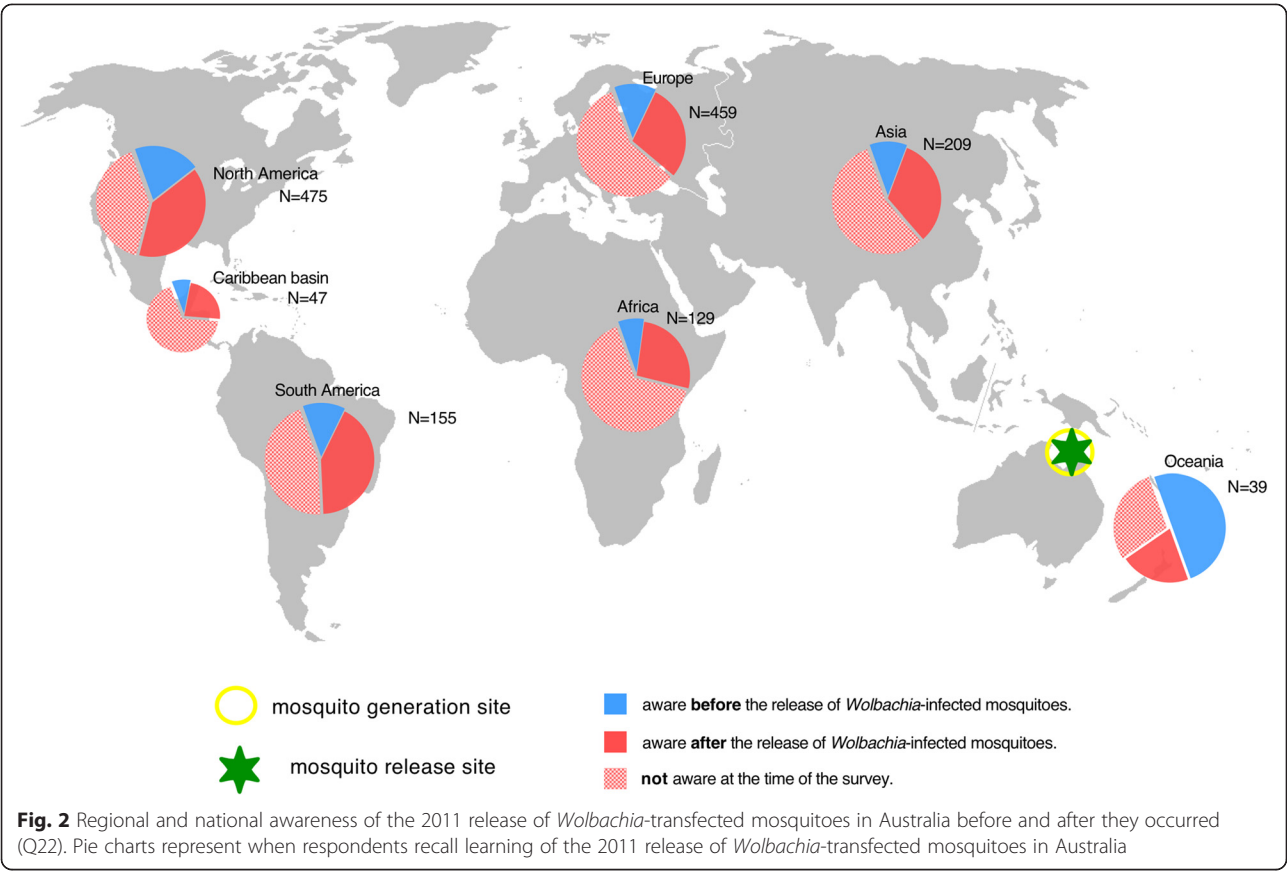 Europe
N=459
Asia
N=209
North America
N=475
Caribbean basin
N=47
Africa
N=129
South America
N=155
Oceania
N=39
mosquito generation site
mosquito release site
aware before the release of Wolbachia-infected mosquitoes.
aware after the release of Wolbachia-infected mosquitoes.
not aware at the time of the survey.
Fig. 2 Regional and national awareness of the 2011 release of Wolbachia-transfected mosquitoes in Australia before and after they occurred
(Q22). Pie charts represent when respondents recall learning of the 2011 release of Wolbachia-transfected mosquitoes in Australia